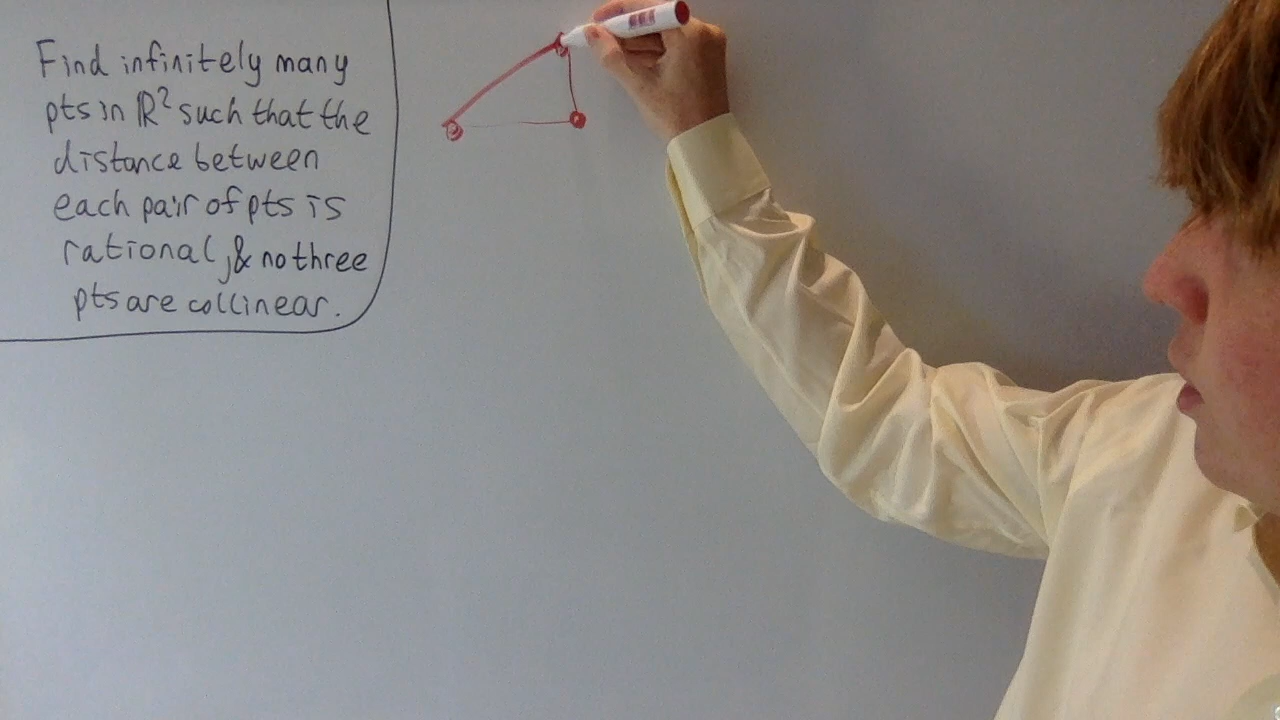 Find infinitely many
pts in ℝ² such that the
distance between
each pair of pts is
rational, & no three
pts are collinear.